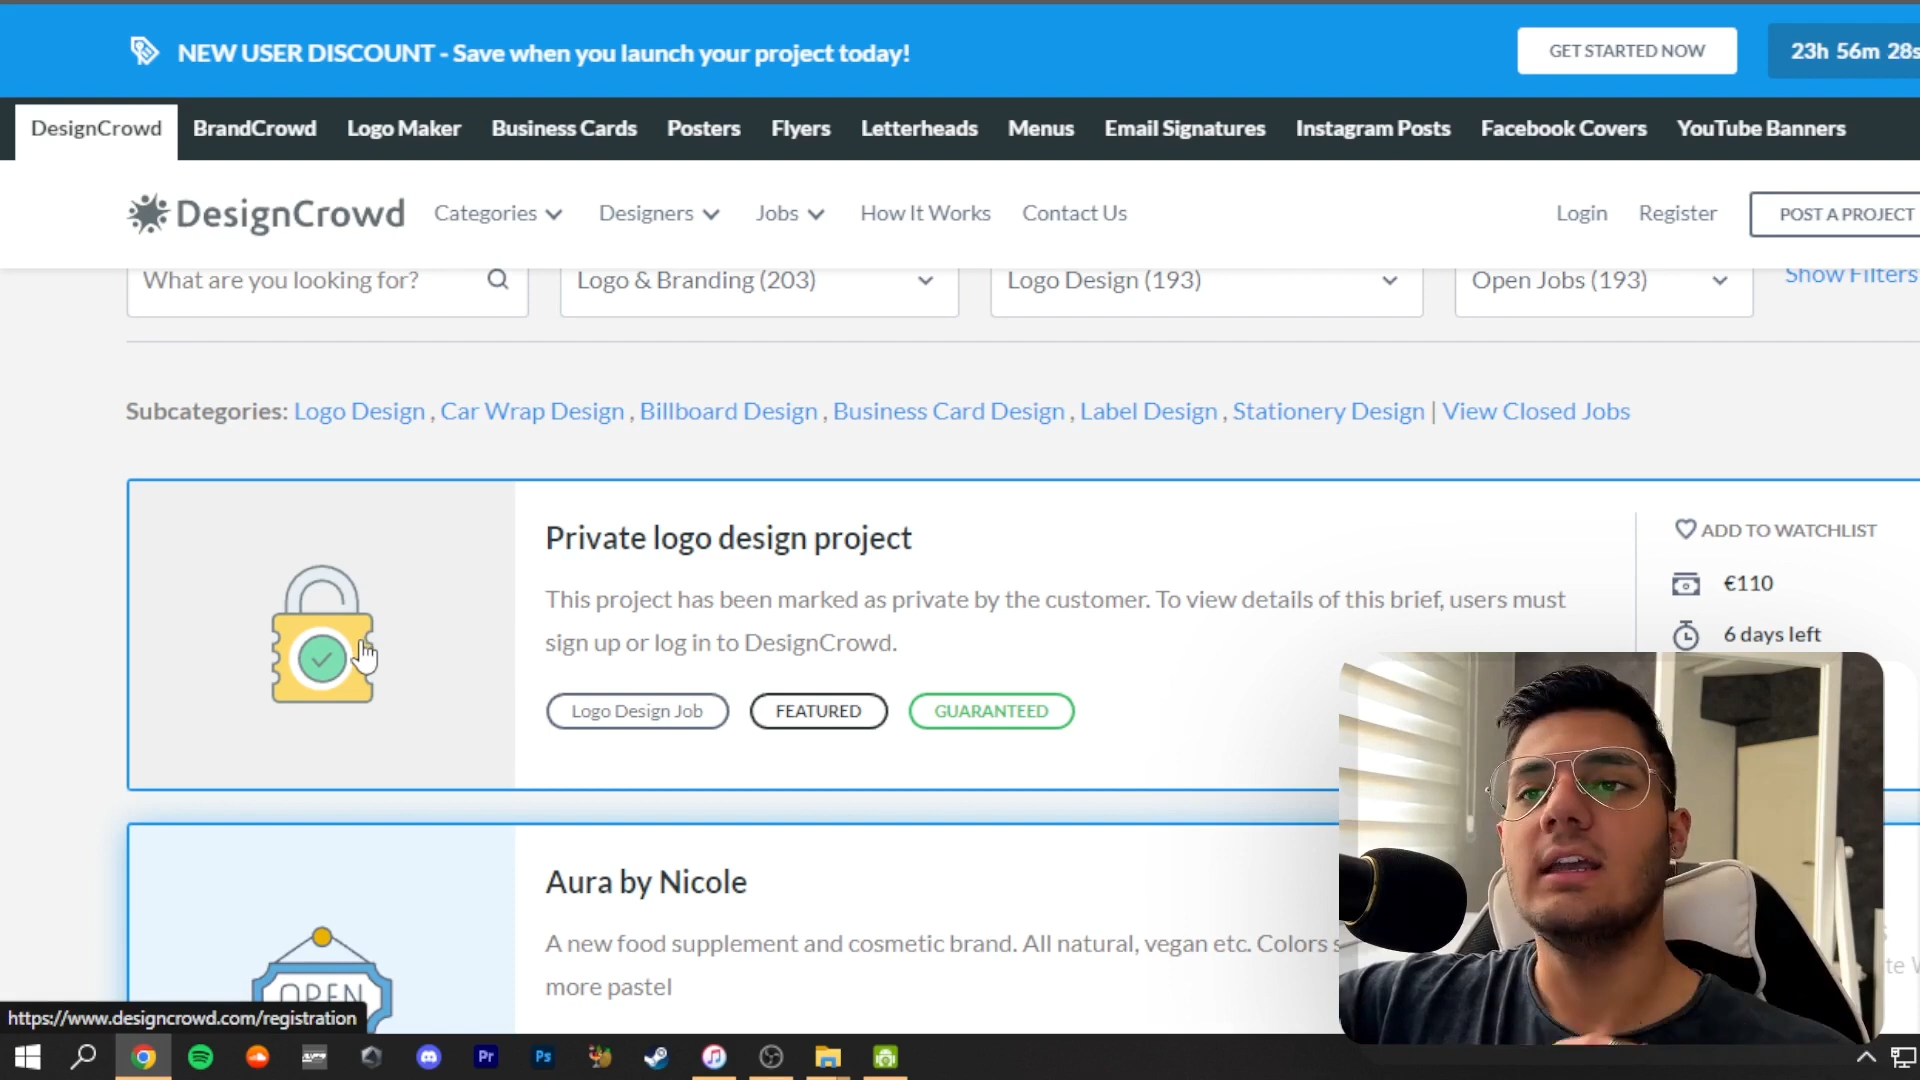 NEW USER DISCOUNT - Save when you launch your project today!
GET STARTED NOW
23h 56m 28s
DesignCrowd
BrandCrowd
Logo Maker
Business Cards
Posters
Flyers
Letterheads
Menus
Email Signatures
Instagram Posts
Facebook Covers
YouTube Banners
DesignCrowd
Categories
Designers
Jobs
How It Works
Contact Us
Login
Register
POST A PROJECT
What are you looking for?
Logo & Branding (203)
Logo Design (193)
Open Jobs (193)
Show Filters
Subcategories: Logo Design , Car Wrap Design , Billboard Design , Business Card Design , Label Design , Stationery Design | View Closed Jobs
Private logo design project
This project has been marked as private by the customer. To view details of this brief, users must
sign up or log in to DesignCrowd.
Logo Design Job
FEATURED
GUARANTEED
ADD TO WATCHLIST
€110
6 days left
Aura by Nicole
A new food supplement and cosmetic brand. All natural, vegan etc. Colors
more pastel
OPEN
https://www.designcrowd.com/registration
Pr
Ps